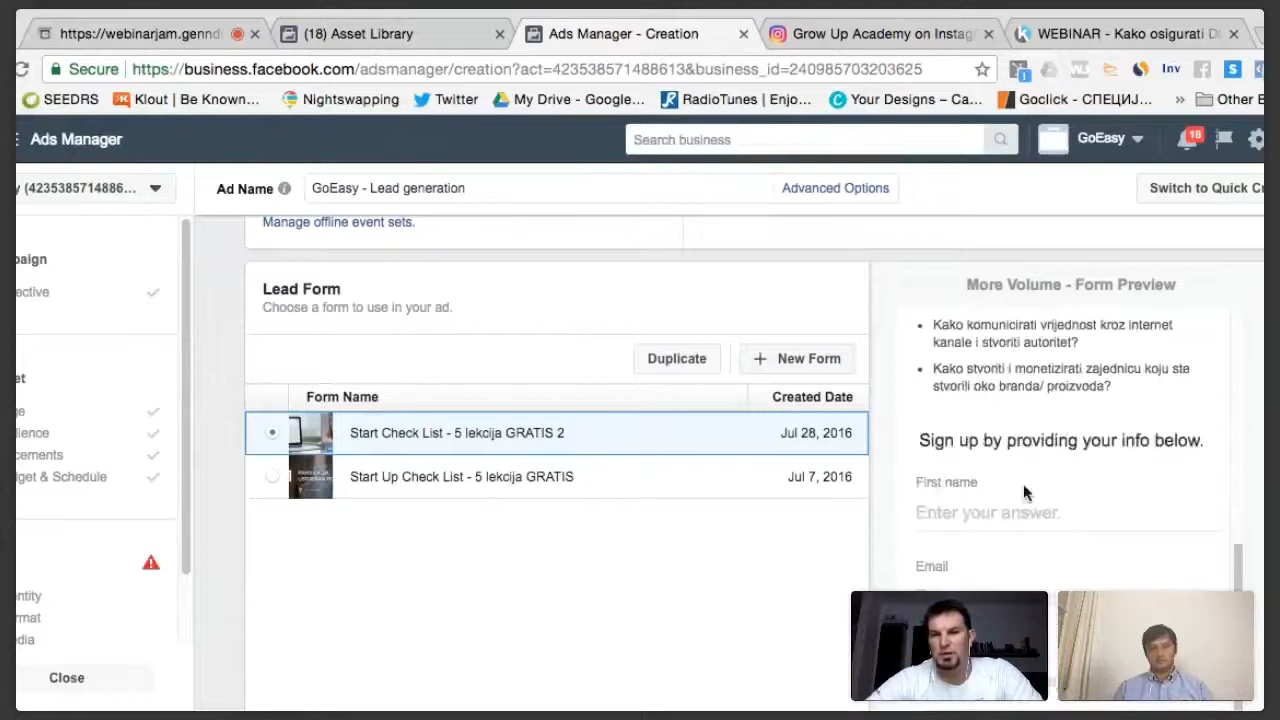 https://webinarjam.gennd
(18) Asset Library
Ads Manager - Creation
Grow Up Academy on Instag
WEBINAR - Kako osigurati D
Secure
https://business.facebook.com/adsmanager/creation?act=423538571488613&business_id=240985703203625
Inv
SEEDRS
Klout | Be Known...
Nightswapping
Twitter
My Drive - Google...
RadioTunes | Enjo...
Your Designs – Ca...
Goclick - СПЕЦИЈ...
»
Other B
Ads Manager
Search business
GoEasy
18
y (4235385714886...
Ad Name
GoEasy - Lead generation
Advanced Options
Switch to Quick Cr
Manage offline event sets.
paign
ective
et
ge
lience
cements
get & Schedule
ntity
rmat
dia
Close
Lead Form
Choose a form to use in your ad.
Duplicate
+ New Form
Form Name
Created Date
Start Check List - 5 lekcija GRATIS 2
Jul 28, 2016
Start Up Check List - 5 lekcija GRATIS
Jul 7, 2016
More Volume - Form Preview
• Kako komunicirati vrijednost kroz internet
kanale i stvoriti autoritet?
• Kako stvoriti i monetizirati zajednicu koju ste
stvorili oko branda/ proizvoda?
Sign up by providing your info below.
First name
Enter your answer.
Email